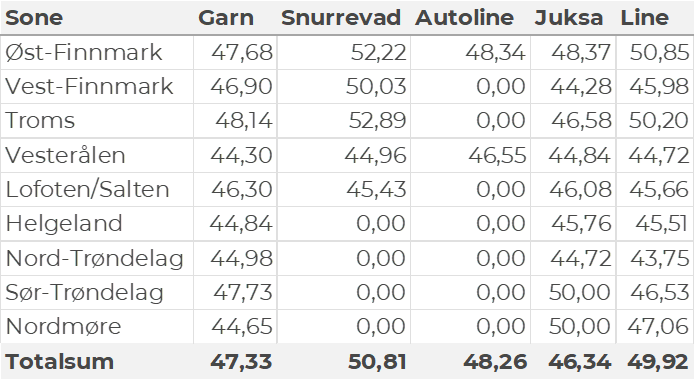 Sone Garn Snurrevad Autoline Juksa Line
Øst-Finnmark 47,68 52,22 48,34 48,37 50,85
Vest-Finnmark 46,90 50,03 0,00 44,28 45,98
Troms 48,14 52,89 0,00 46,58 50,20
Vesterålen 44,30 44,96 46,55 44,84 44,72
Lofoten/Salten 46,30 45,43 0,00 46,08 45,66
Helgeland 44,84 0,00 0,00 45,76 45,51
Nord-Trøndelag 44,98 0,00 0,00 44,72 43,75
Sør-Trøndelag 47,73 0,00 0,00 50,00 46,53
Nordmøre 44,65 0,00 0,00 50,00 47,06
Totalsum 47,33 50,81 48,26 46,34 49,92